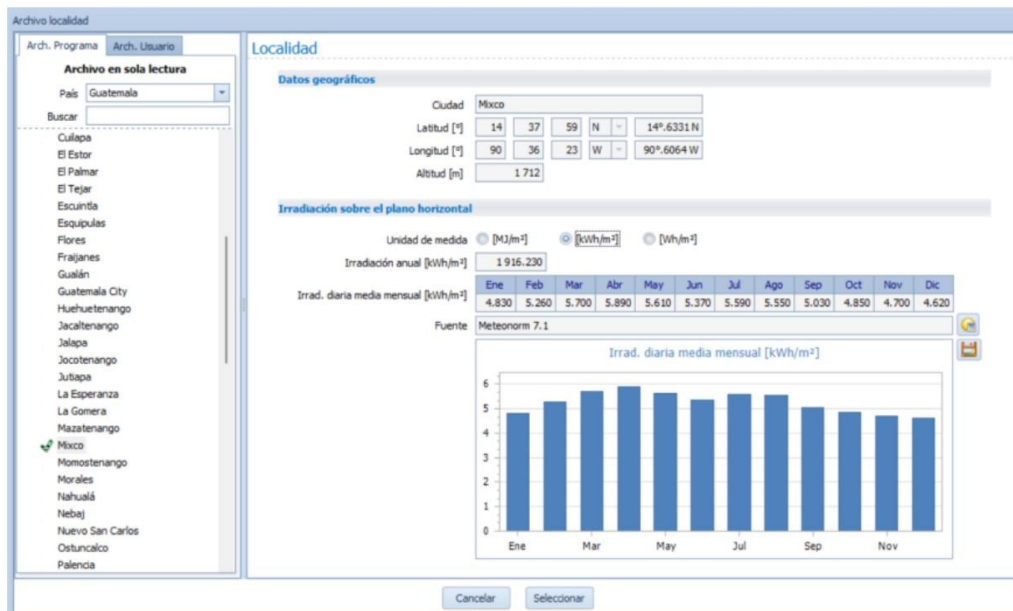 Archivo localidad
Arch. Programa Arch. Usuario
Archivo en sola lectura
País Guatemala
Buscar
Cuilapa
El Estor
El Palmar
El Tejar
Escuintla
Esquipulas
Flores
Fraijanes
Gualán
Guatemala City
Huehuetenango
Jacaltenango
Jalapa
Jocotenango
Jutiapa
La Esperanza
La Gomera
Mazatenango
Mixco
Momostenango
Morales
Nahualá
Nebaj
Nuevo San Carlos
Ostuncalco
Palencia
Localidad
Datos geográficos
Ciudad Mixco
Latitud [°] 14 37 59 N 14°.6331 N
Longitud [°] 90 36 23 W 90°.6064 W
Altitud [m] 1 712
Irradiación sobre el plano horizontal
Unidad de medida [MJ/m²] [kWh/m²] [Wh/m²]
Irradiación anual [kWh/m²] 1 916.230
Ene Feb Mar Abr May Jun Jul Ago Sep Oct Nov Dic
Irrad. diaria media mensual [kWh/m²] 4.830 5.260 5.700 5.890 5.610 5.370 5.590 5.550 5.030 4.850 4.700 4.620
Fuente Meteonorm 7.1
Irrad. diaria media mensual [kWh/m²]
6
5
4
3
2
1
0
Ene Mar May Jul Sep Nov
Cancelar Seleccionar